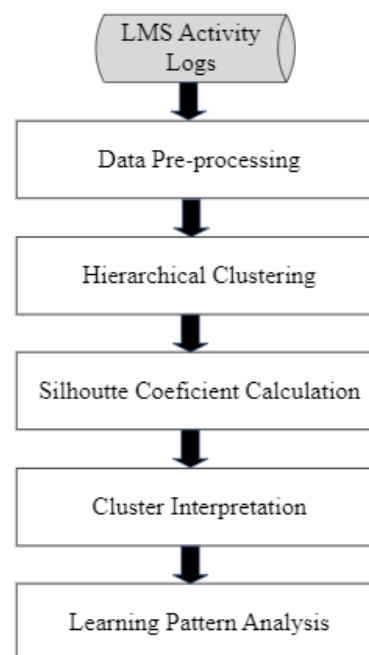 LMS Activity
Logs
Data Pre-processing
Hierarchical Clustering
Silhoutte Coeficient Calculation
Cluster Interpretation
Learning Pattern Analysis